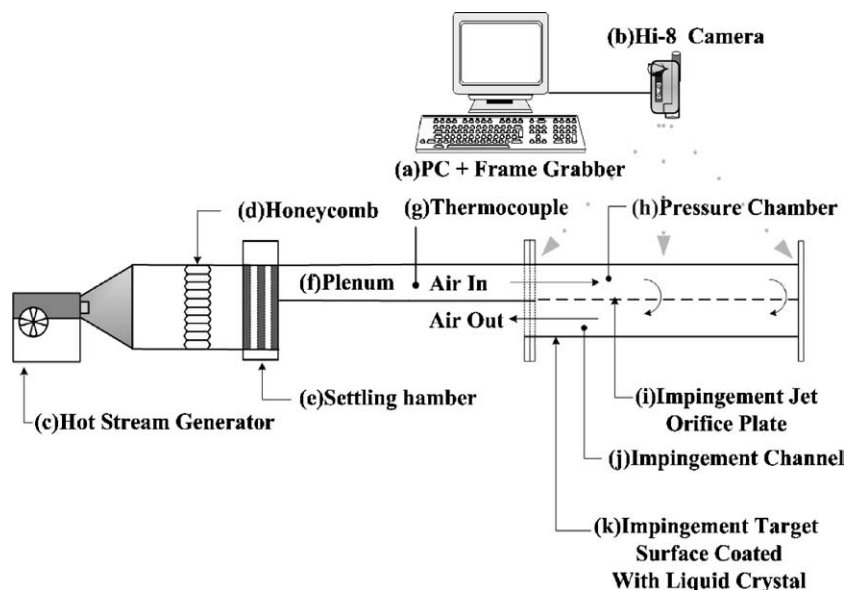 (b)Hi-8 Camera
(a)PC + Frame Grabber
(d)Honeycomb
(g)Thermocouple
(h)Pressure Chamber
(f)Plenum
Air In
Air Out
(e)Settling hamber
(c)Hot Stream Generator
(i)Impingement Jet
Orifice Plate
(j)Impingement Channel
(k)Impingement Target
Surface Coated
With Liquid Crystal